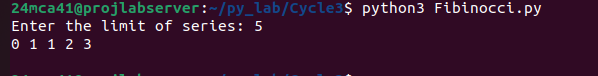 24mca41@projlabserver:~/py_lab/Cycle3$ python3 Fibinocci.py
Enter the limit of series: 5
0 1 1 2 3